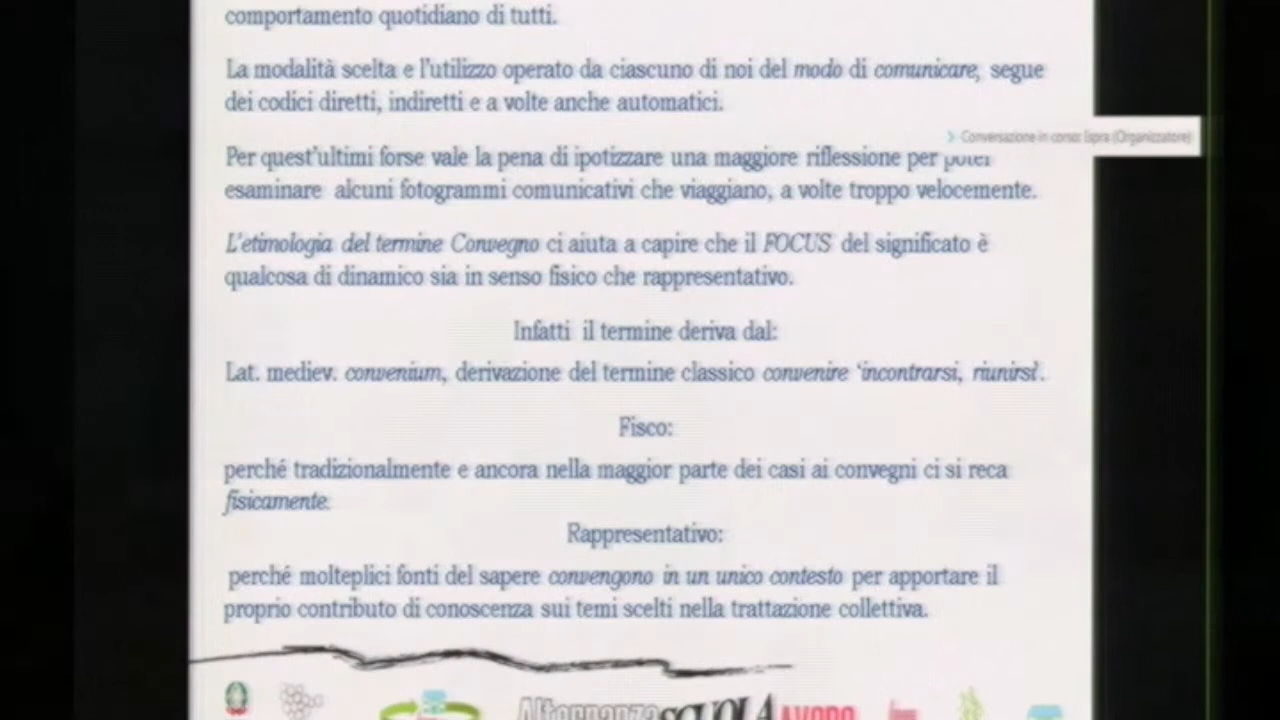 comportamento quotidiano di tutti.
La modalità scelta e l'utilizzo operato da ciascuno di noi del modo di comunicare, segue
dei codici diretti, indiretti e a volte anche automatici.
Conversazione in corso: Ispra (Organizzatore)
Per quest'ultimi forse vale la pena di ipotizzare una maggiore riflessione per poter
esaminare alcuni fotogrammi comunicativi che viaggiano, a volte troppo velocemente.
L'etimologia del termine Convegno ci aiuta a capire che il FOCUS del significato è
qualcosa di dinamico sia in senso fisico che rappresentativo.
Infatti il termine deriva dal:
Lat. mediev. convenium, derivazione del termine classico convenire 'incontrarsi, riunirsi'.
Fisco:
perché tradizionalmente e ancora nella maggior parte dei casi ai convegni ci si reca
fisicamente.
Rappresentativo:
perché molteplici fonti del sapere convengono in un unico contesto per apportare il
proprio contributo di conoscenza sui temi scelti nella trattazione collettiva.
Alternanza SCUOLA LAVORO